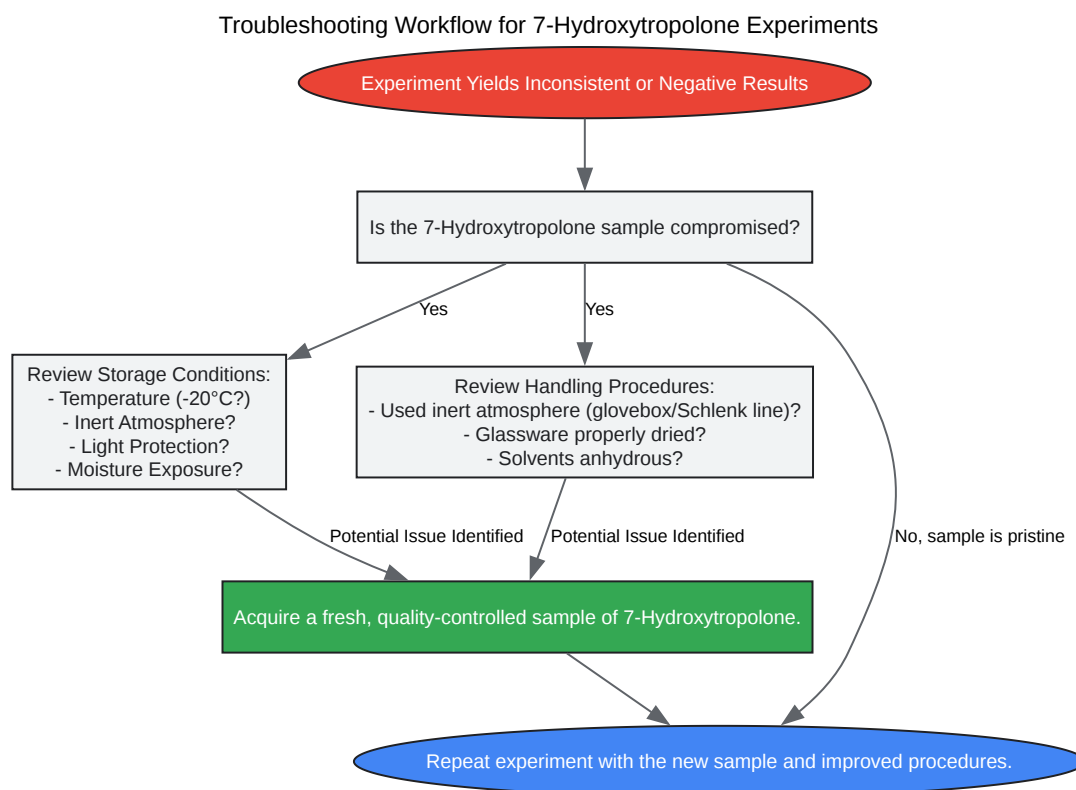 Troubleshooting Workflow for 7-Hydroxytropolone Experiments
Experiment Yields Inconsistent or Negative Results
Is the 7-Hydroxytropolone sample compromised?
Yes
Yes
Review Storage Conditions:
- Temperature (-20°C?)
- Inert Atmosphere?
- Light Protection?
- Moisture Exposure?
Review Handling Procedures:
- Used inert atmosphere (glovebox/Schlenk line)?
- Glassware properly dried?
- Solvents anhydrous?
Potential Issue Identified
Potential Issue Identified
No, sample is pristine
Acquire a fresh, quality-controlled sample of 7-Hydroxytropolone.
Repeat experiment with the new sample and improved procedures.